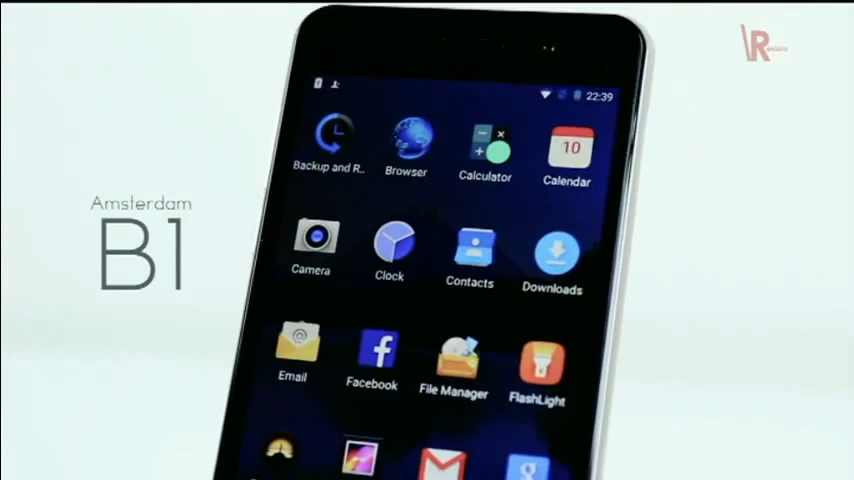 R
22:39
Backup and R..
Browser
Calculator
Calendar
10
Amsterdam
B1
Camera
Clock
Contacts
Downloads
Email
Facebook
File Manager
FlashLight